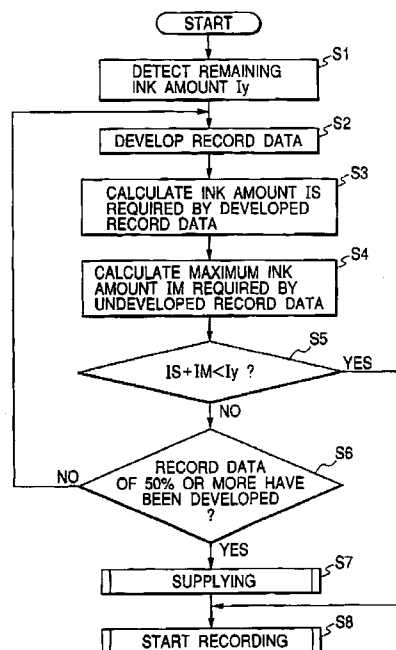 START
S1
DETECT REMAINING
INK AMOUNT Iy
S2
DEVELOP RECORD DATA
S3
CALCULATE INK AMOUNT IS
REQUIRED BY DEVELOPED
RECORD DATA
S4
CALCULATE MAXIMUM INK
AMOUNT IM REQUIRED BY
UNDEVELOPED RECORD DATA
S5
IS+IM<Iy ?
YES
NO
S6
RECORD DATA
OF 50% OR MORE HAVE
BEEN DEVELOPED
?
NO
YES
S7
SUPPLYING
S8
START RECORDING